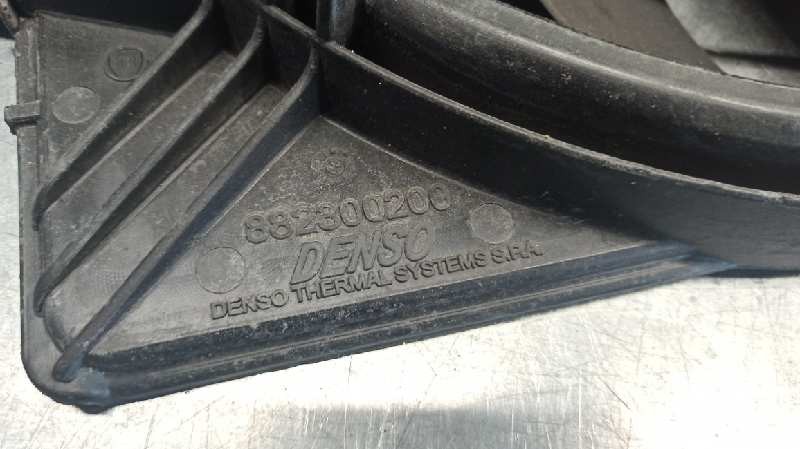 882300200
DENSO
DENSO THERMAL SYSTEMS S.P.A.